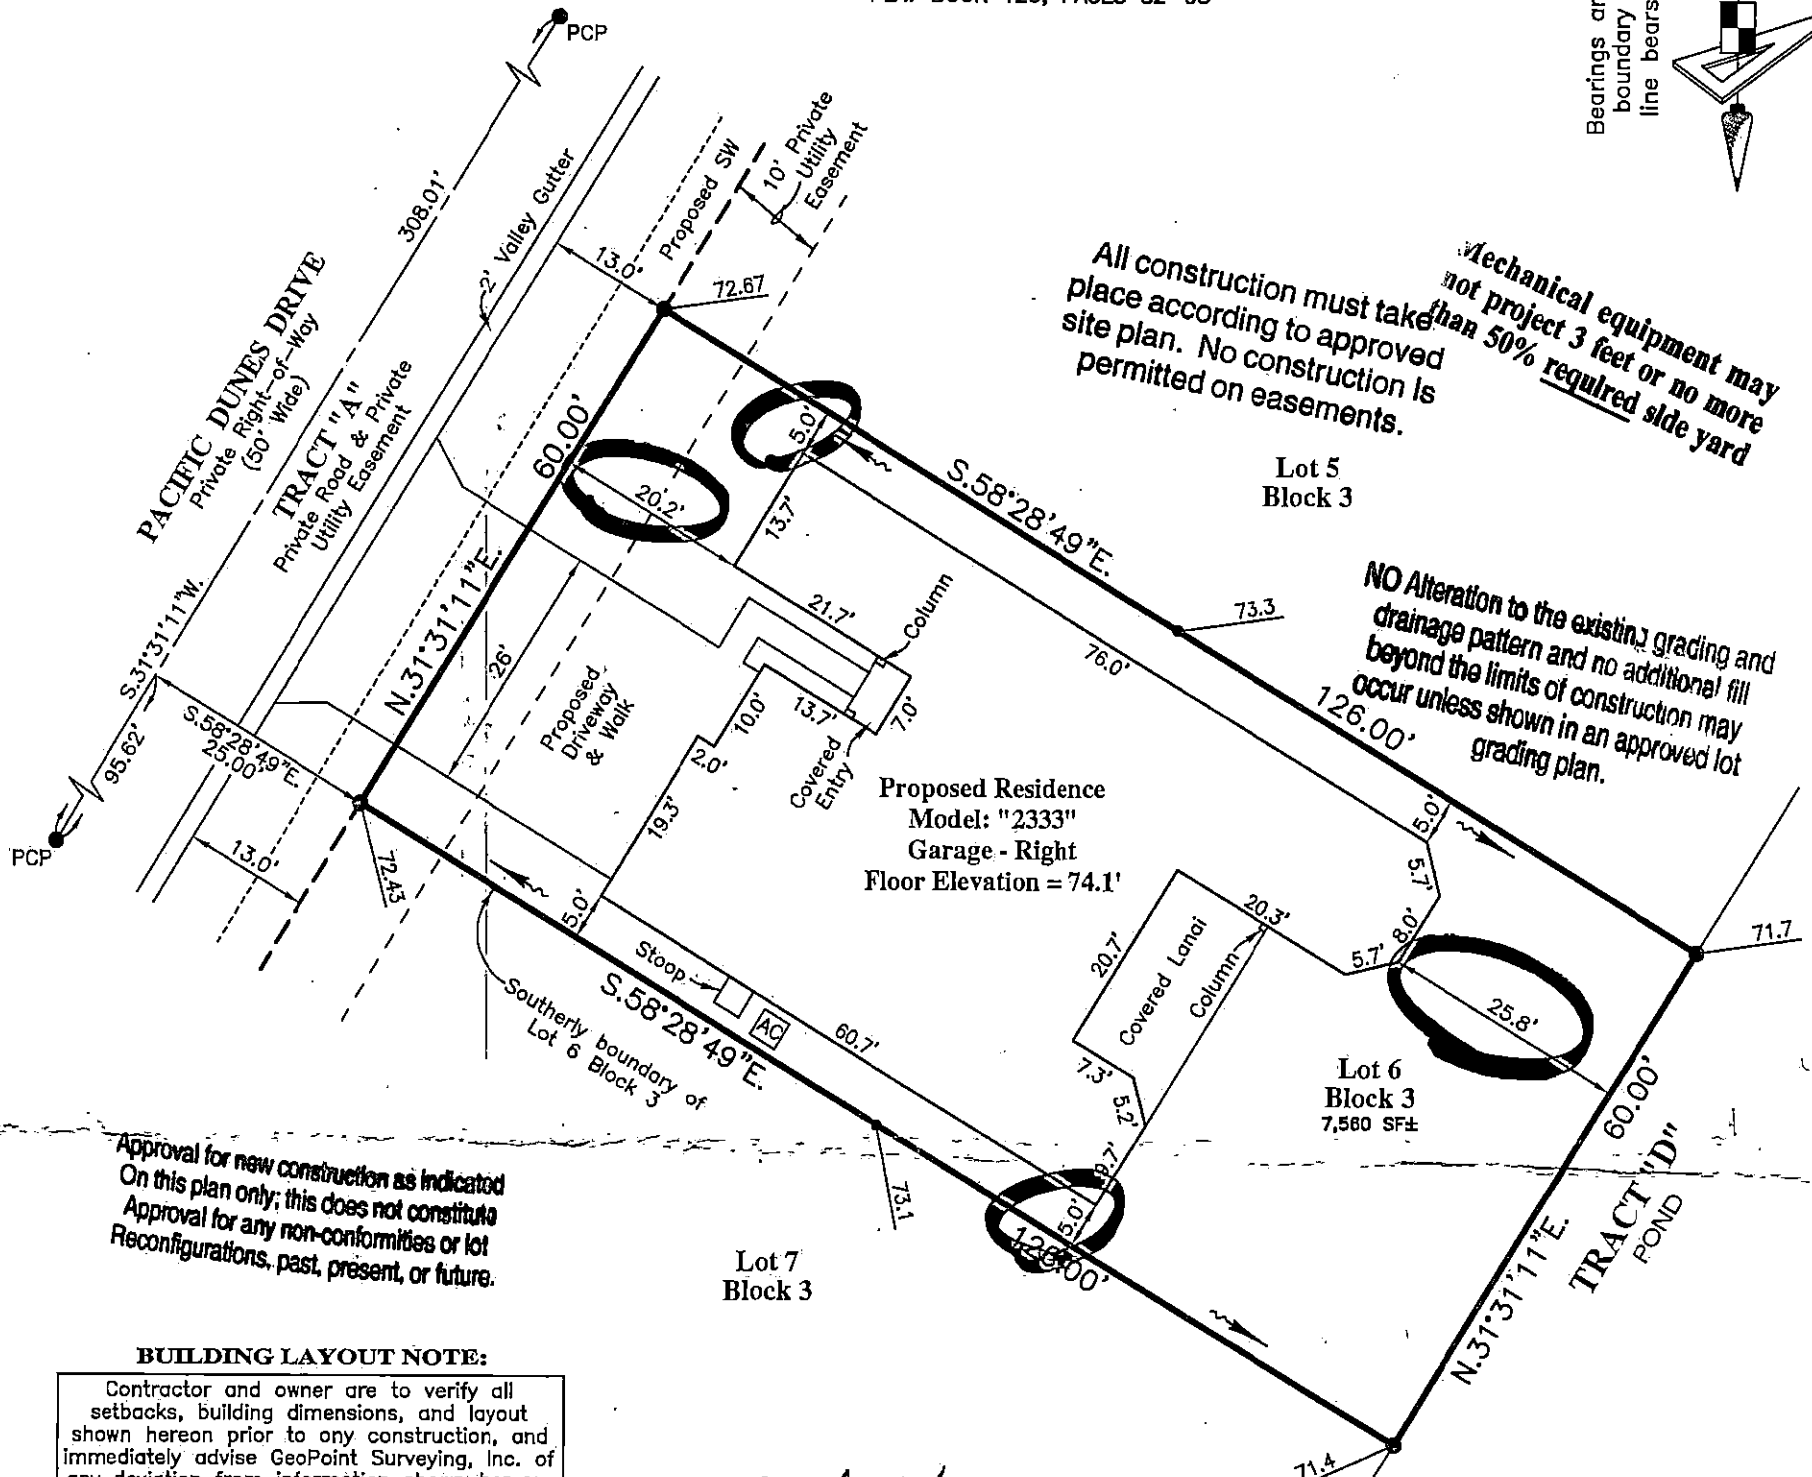 PCP
Bearings
boundary
line bears
308.01'
2' Valley Gutter
Proposed SW
10' Private
Utility
Easement
13.0'
72.67
PACIFIC DUNES DRIVE
Private Right-of-Way
(50' Wide)
TRACT "A"
Private Road & Private
Utility Easement
All construction must take
place according to approved
site plan. No construction Is
permitted on easements.
Mechanical equipment may
not project 3 feet or no more
than 50% required side yard
Lot 5
Block 3
60.00'
N.31°31'11"E.
20.2'
5.0'
13.7'
S.58°28'49"E.
126.00'
73.3
NO Alteration to the existing grading and
drainage pattern and no additional fill
beyond the limits of construction may
occur unless shown in an approved lot
grading plan.
S.31°31'11"W.
95.62'
PCP
S.58°28'49"E.
25.00'
13.0'
72.43
26'
Proposed
Driveway
& Walk
21.7'
Column
76.0'
10.0'
13.7'
7.0'
2.0'
19.3'
Covered
Entry
Proposed Residence
Model: "2333"
Garage - Right
Floor Elevation = 74.1'
5.0'
5.7'
8.0'
5.7'
20.3'
20.7'
Covered Lanai
Column
25.8'
71.7
5.0'
Stoop
AC
60.7'
7.3'
5.2'
9.7'
5.0'
Southerly boundary of
Lot 6 Block 3
S.58°28'49"E.
126.00'
73.1
Lot 6
Block 3
7,560 SF±
60.00'
N.31°31'11"E.
TRACT "D"
POND
71.4
Approval for new construction as indicated
On this plan only; this does not constitute
Approval for any non-conformities or lot
Reconfigurations, past, present, or future.
Lot 7
Block 3
BUILDING LAYOUT NOTE:
Contractor and owner are to verify all
setbacks, building dimensions, and layout
shown hereon prior to any construction, and
immediately advise GeoPoint Surveying, Inc. of